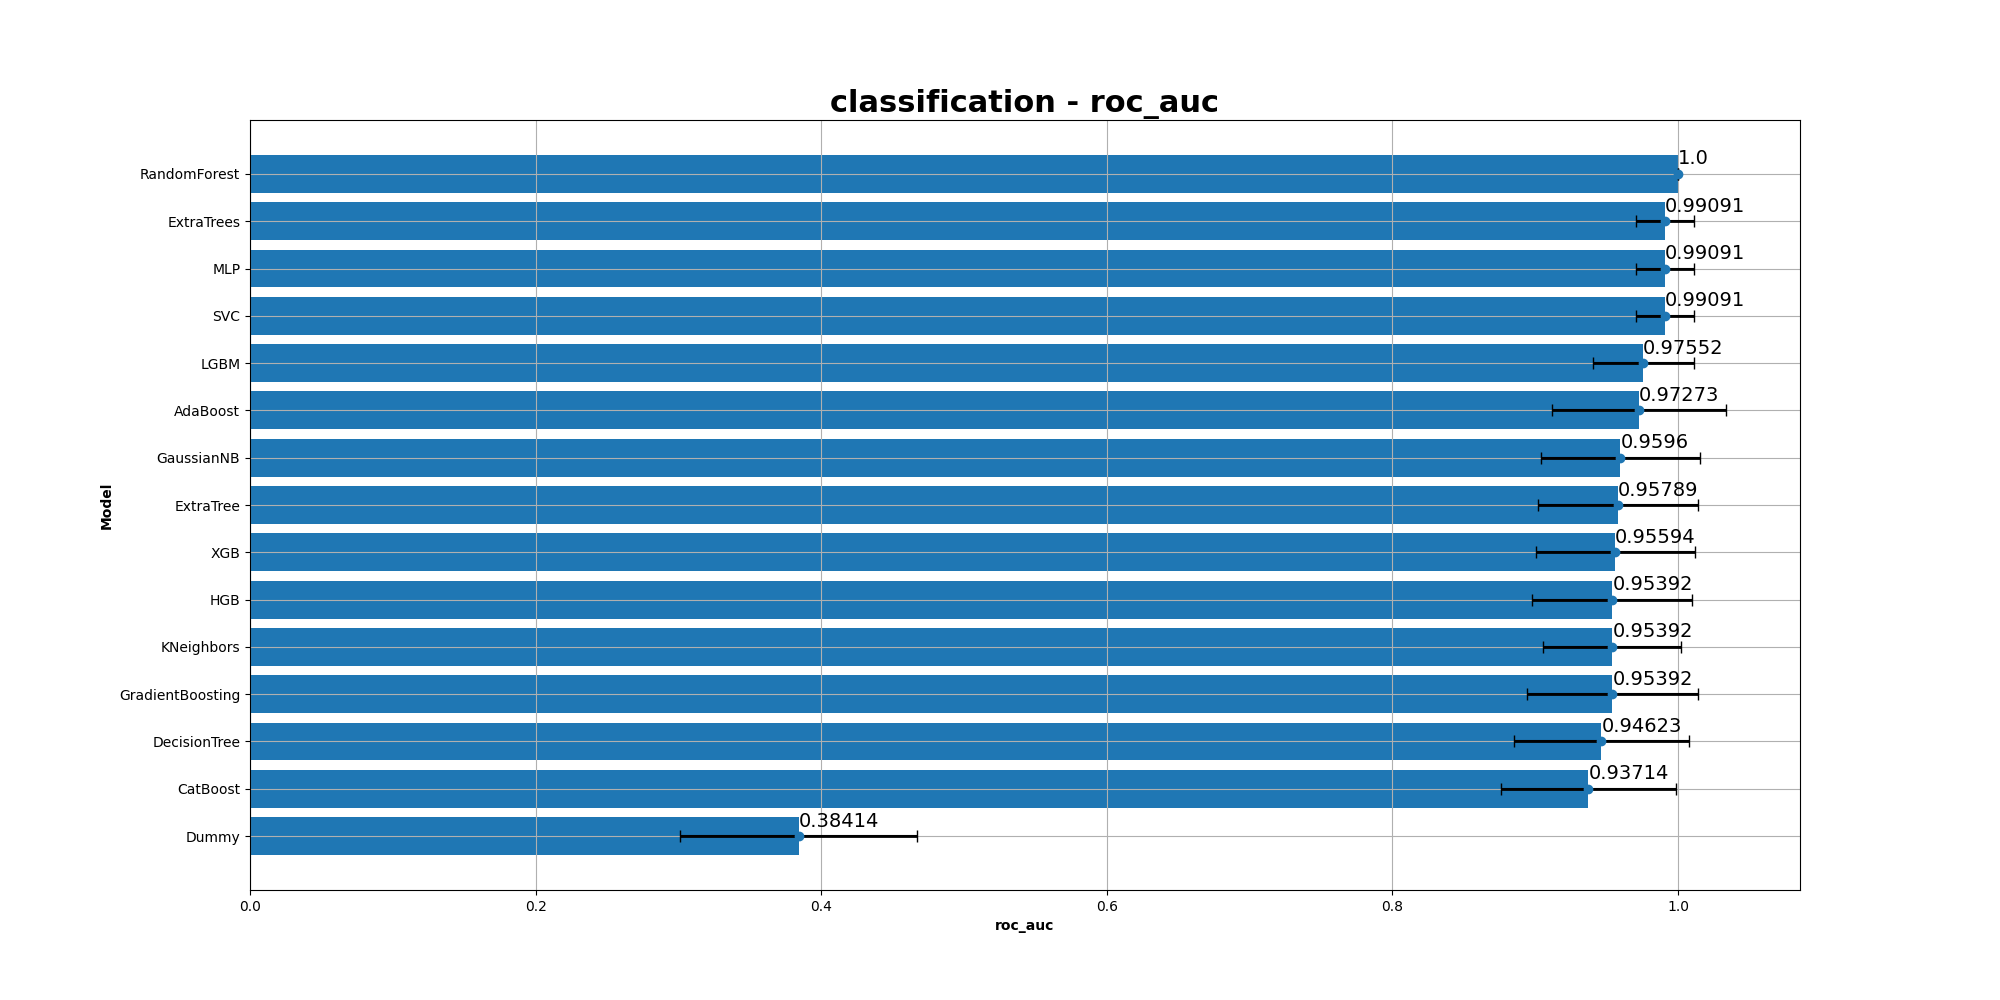 classification - roc_auc
RandomForest 1.0
ExtraTrees 0.99091
MLP 0.99091
SVC 0.99091
LGBM 0.97552
AdaBoost 0.97273
GaussianNB 0.9596
ExtraTree 0.95789
XGB 0.95594
HGB 0.95392
KNeighbors 0.95392
GradientBoosting 0.95392
DecisionTree 0.94623
CatBoost 0.93714
Dummy 0.38414
Model
0.0 0.2 0.4 0.6 0.8 1.0
roc_auc